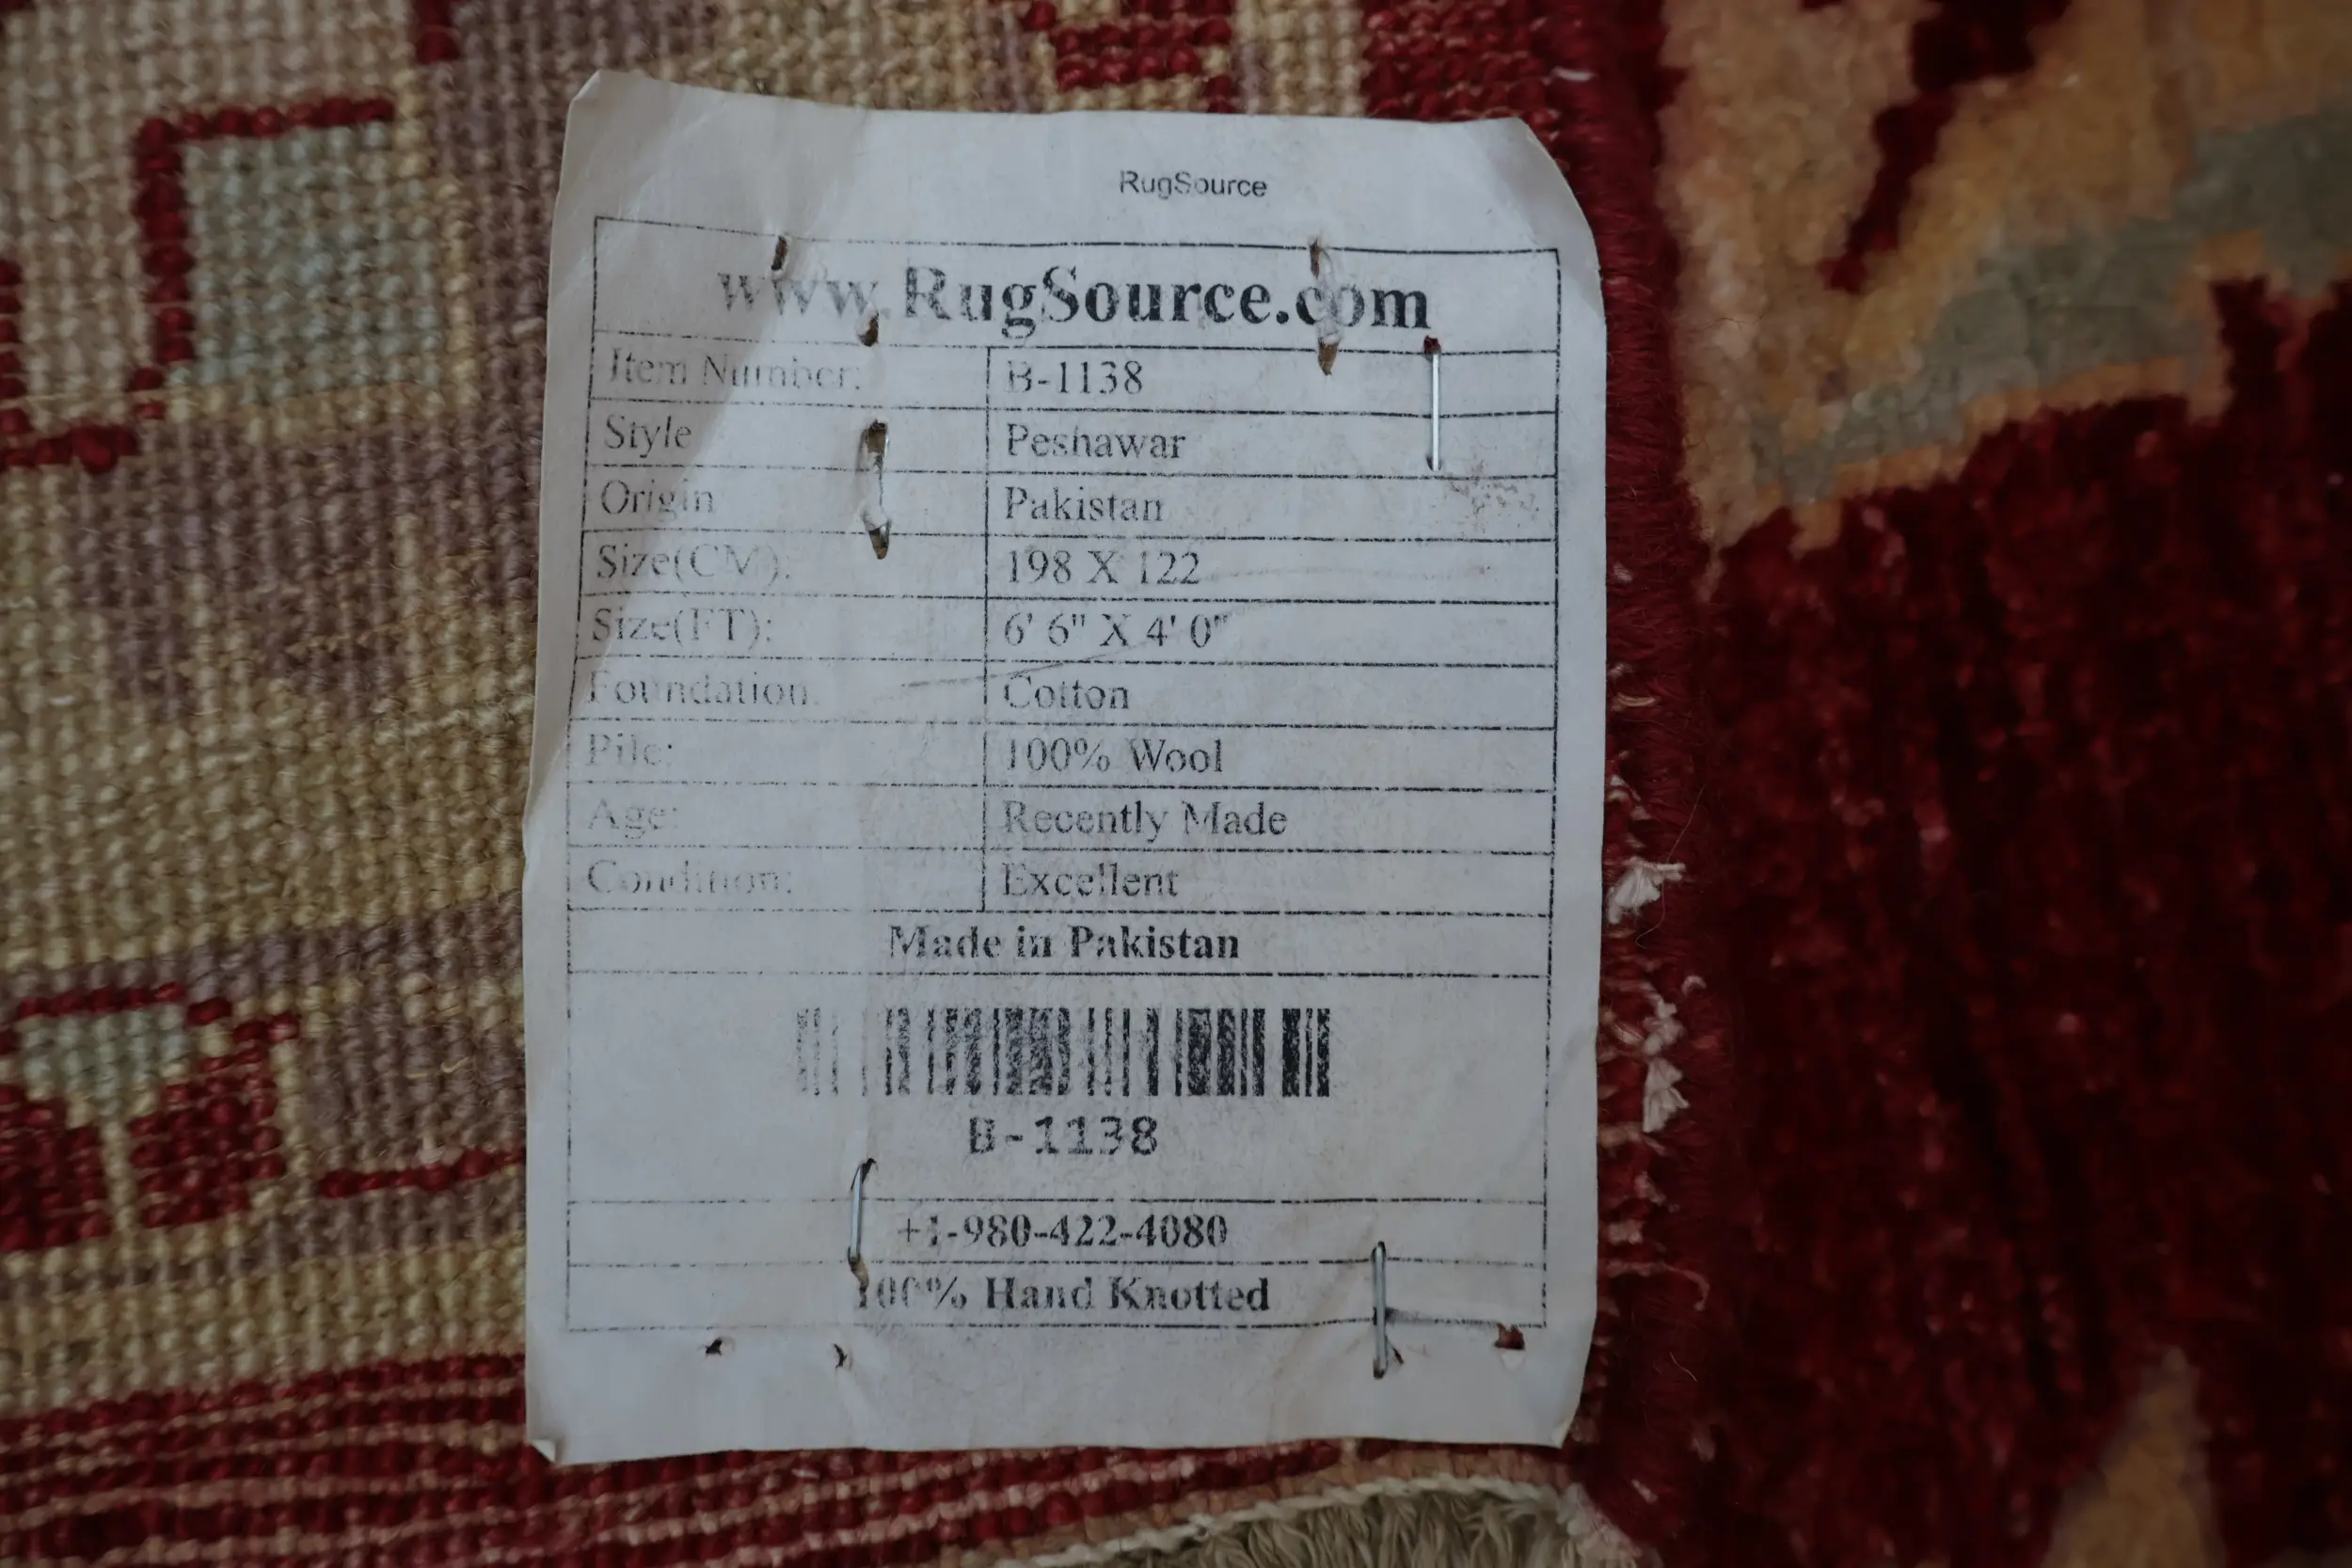 RugSource
www.RugSource.com
Item Number: B-1138
Style Peshawar
Origin Pakistan
Size(CM): 198 X 122
Size(FT): 6' 6" X 4' 0"
Foundation: Cotton
Pile: 100% Wool
Age: Recently Made
Condition: Excellent
Made in Pakistan
B-1138
+1-980-422-4080
100% Hand Knotted